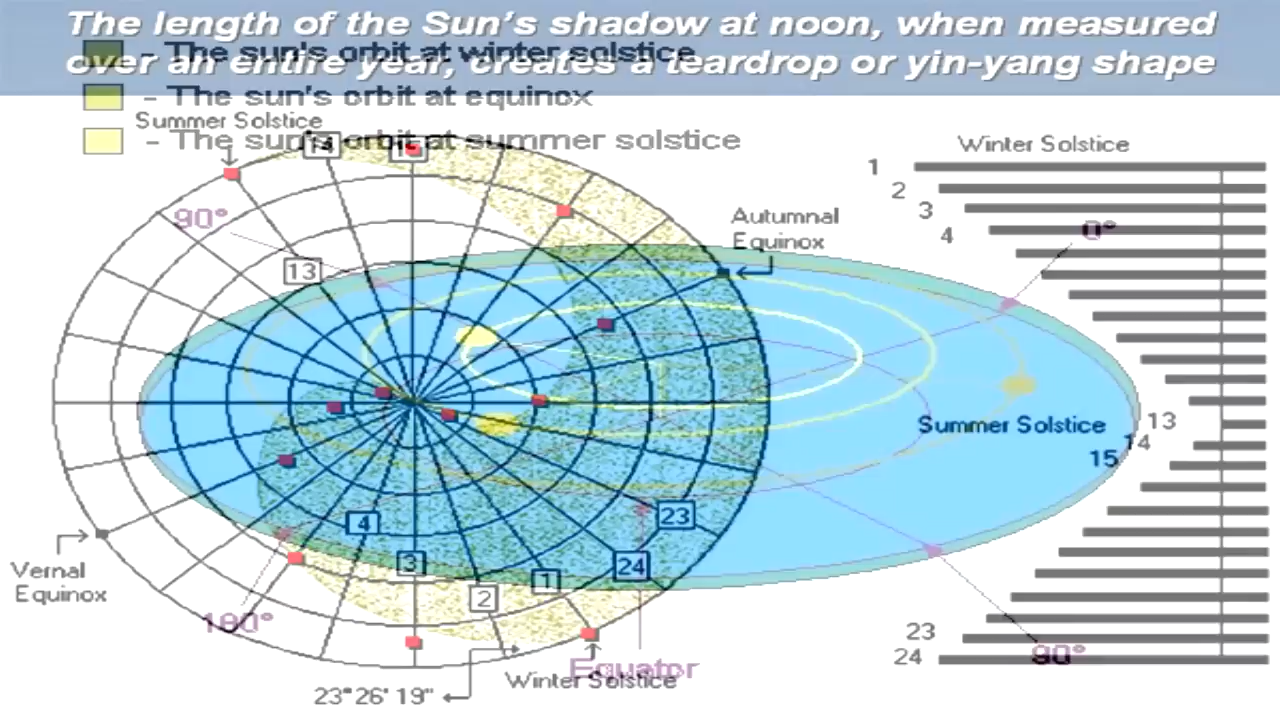 The length of the Sun's shadow at noon, when measured
over an entire year, creates a teardrop or yin-yang shape
- The sun's orbit at winter solstice
- The sun's orbit at equinox
- The sun's orbit at summer solstice
Summer Solstice
14
15
90°
13
Autumnal
Equinox
Winter Solstice
1
2
3
4
0°
Summer Solstice
13
14
15
23
24
90°
4
3
23
24
1
2
Vernal
Equinox
180°
Equator
Winter Solstice
23" 26' 19"